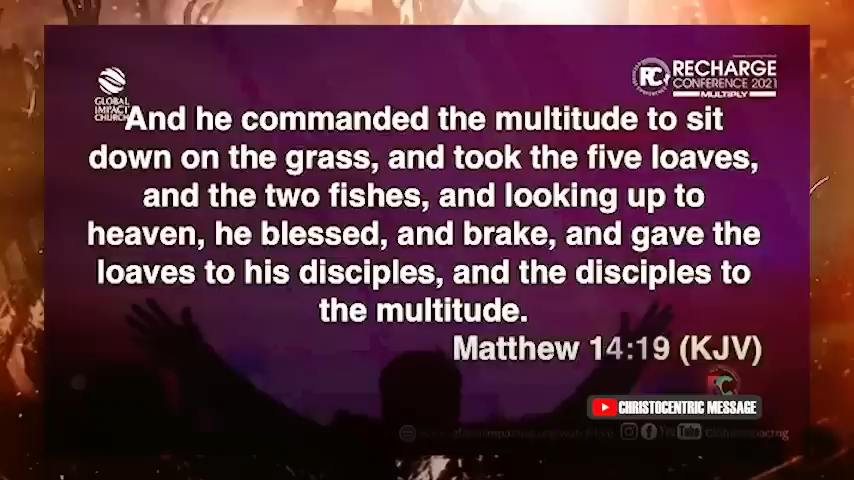 GLOBAL
IMPACT
CHURCH
RECHARGE
CONFERENCE 2021
MULTIPLY
And he commanded the multitude to sit
down on the grass, and took the five loaves,
and the two fishes, and looking up to
heaven, he blessed, and brake, and gave the
loaves to his disciples, and the disciples to
the multitude.
Matthew 14:19 (KJV)
CHRISTOCENTRIC MESSAGE
YouTube